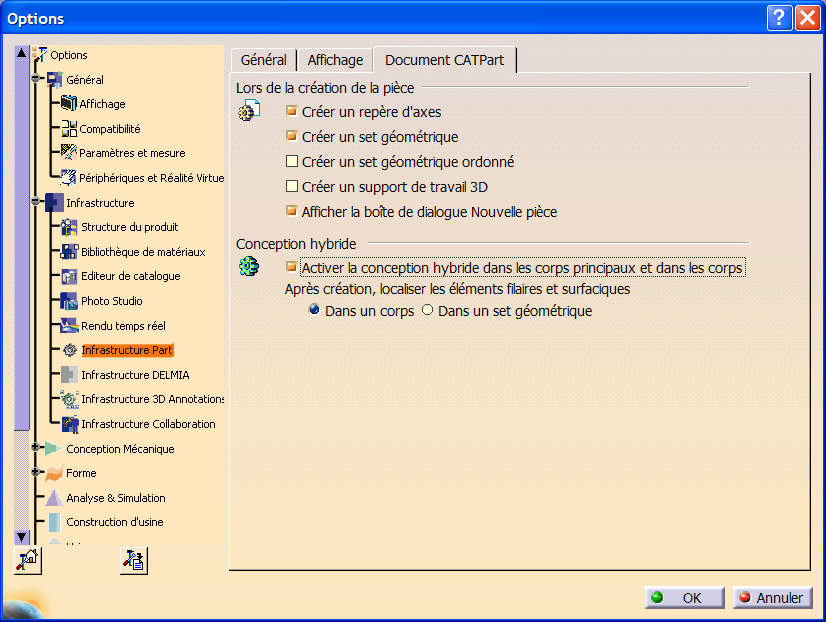 Options
Options
Général
Affichage
Compatibilité
Paramètres et mesure
Périphériques et Réalité Virtue
Infrastructure
Structure du produit
Bibliothèque de matériaux
Editeur de catalogue
Photo Studio
Rendu temps réel
Infrastructure Part
Infrastructure DELMIA
Infrastructure 3D Annotations
Infrastructure Collaboration
Conception Mécanique
Forme
Analyse & Simulation
Construction d'usine
Général
Affichage
Document CATPart
Lors de la création de la pièce
Créer un repère d'axes
Créer un set géométrique
Créer un set géométrique ordonné
Créer un support de travail 3D
Afficher la boîte de dialogue Nouvelle pièce
Conception hybride
Activer la conception hybride dans les corps principaux et dans les corps
Après création, localiser les éléments filaires et surfaciques
Dans un corps
Dans un set géométrique
OK
Annuler